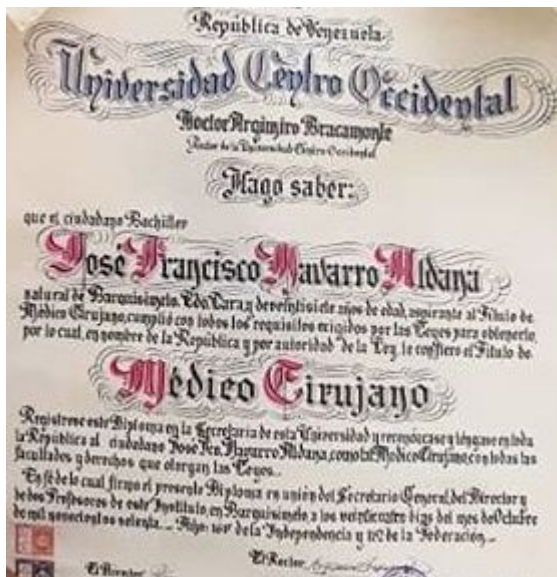 República de Venezuela
Universidad Centro Occidental
Doctor Argimiro Bracamonte
Rector de la Universidad Centro Occidental
Hago saber:
que el ciudadano Bachiller
José Francisco Navarro Aldana
natural de Barquisimeto, Edo. Lara, y de veintisiete años de edad, aspirante al Título de
Médico Cirujano, cumplió con todos los requisitos exigidos por las Leyes para obtenerlo,
por lo cual, en nombre de la República y por autoridad de la Ley, le confiero el Título de
Médico Cirujano
Regístrese este Diploma en la Secretaría de esta Universidad y reconózcase y téngase en toda
la República al ciudadano José Fco. Navarro Aldana, como tal Médico Cirujano, con todas las
facultades y derechos que otorgan las Leyes.
En fé de lo cual firmo el presente Diploma en unión del Secretario General, del Director y
de dos Profesores de este Instituto, en Barquisimeto, a los veinticuatro días del mes de Octubre
de mil novecientos setenta. Año: 160º de la Independencia y 112º de la Federación.
El Rector,
El Director